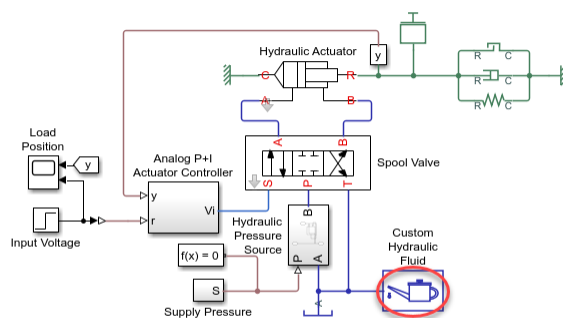 Hydraulic Actuator
y
C
R
A
B
R
C
R
C
R
C
Load
Position
y
Analog P+I
Actuator Controller
y
r
Vi
Input Voltage
A
B
S
P
T
Spool Valve
Hydraulic
Pressure
Source
B
P
A
f(x) = 0
S
Supply Pressure
Custom
Hydraulic
Fluid
A